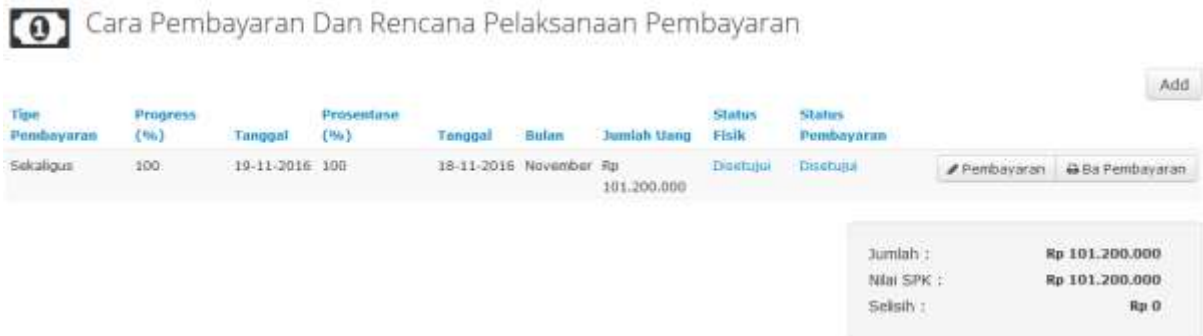 Cara Pembayaran Dan Rencana Pelaksanaan Pembayaran
Add
Tipe Pembayaran Progress (%) Tanggal Prosentase (%) Tanggal Bulan Jumlah Uang Status Fisik Status Pembayaran
Sekaligus 100 19-11-2016 100 18-11-2016 November Rp 101.200.000 Disetujui Disetujui Pembayaran Ba Pembayaran
Jumlah : Rp 101.200.000
Nilai SPK : Rp 101.200.000
Selisih : Rp 0